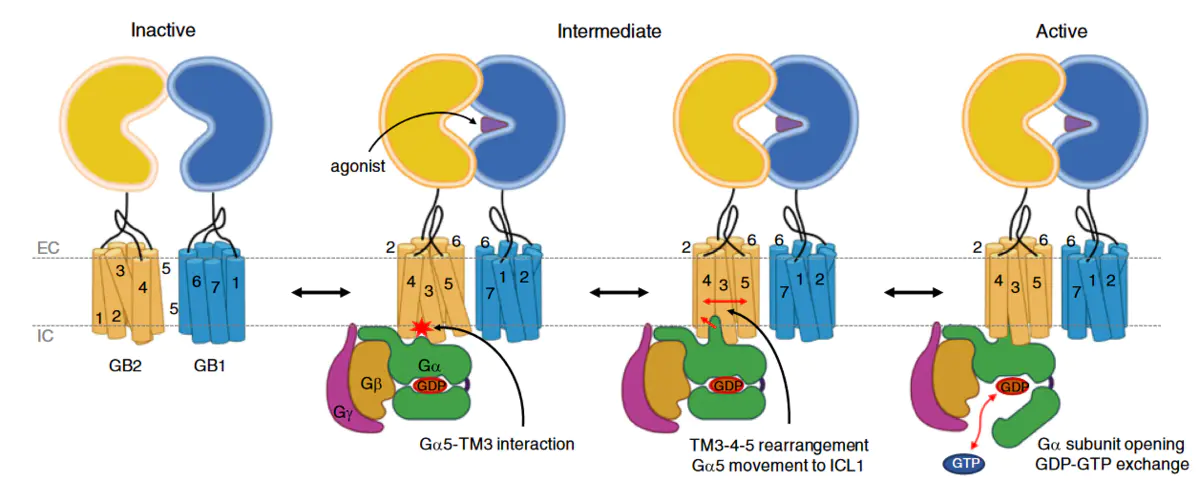 Inactive
Intermediate
Active
agonist
EC
IC
3
4
5
1 2
5
6 7 1
GB2
GB1
2
6
6
4
3
5
7
1
2
Gα
GDP
Gβ
Gγ
Gα5-TM3 interaction
2
6
6
4 3 5
7
1
2
GDP
TM3-4-5 rearrangement
Gα5 movement to ICL1
2
6
6
4 3 5
7
1
2
GDP
GTP
Gα subunit opening
GDP-GTP exchange